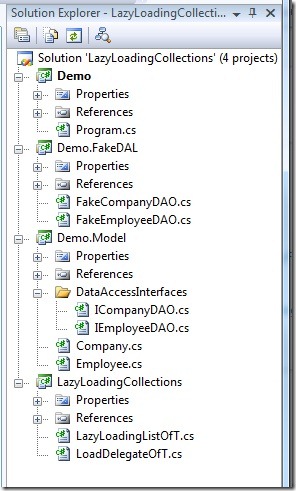 Solution Explorer - LazyLoadingCollecti...
Solution 'LazyLoadingCollections' (4 projects)
Demo
Properties
References
Program.cs
Demo.FakeDAL
Properties
References
FakeCompanyDAO.cs
FakeEmployeeDAO.cs
Demo.Model
Properties
References
DataAccessInterfaces
ICompanyDAO.cs
IEmployeeDAO.cs
Company.cs
Employee.cs
LazyLoadingCollections
Properties
References
LazyLoadingListOfT.cs
LoadDelegateOfT.cs